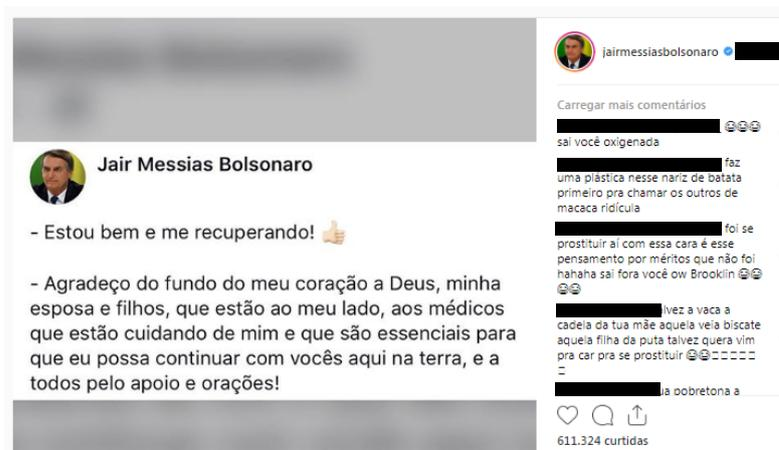 Jair Messias Bolsonaro
- Estou bem e me recuperando! 👍🏻
- Agradeço do fundo do meu coração a Deus, minha
esposa e filhos, que estão ao meu lado, aos médicos
que estão cuidando de mim e que são essenciais para
que eu possa continuar com vocês aqui na terra, e a
todos pelo apoio e orações!
jairmessiasbolsonaro
Carregar mais comentários
😂😂😂
sai você oxigenada
faz
uma plástica nesse nariz de batata
primeiro pra chamar os outros de
macaca ridícula
foi se
prostituir aí com essa cara é esse
pensamento por méritos que não foi
hahaha sai fora você ow Brooklin 😂😂
😂😂
lvez a vaca a
cadela da tua mãe aquela veia biscate
aquela filha da puta talvez quera vim
pra car pra se prostituir 😂😂□□□□□
□
ua pobretona a
611.324 curtidas